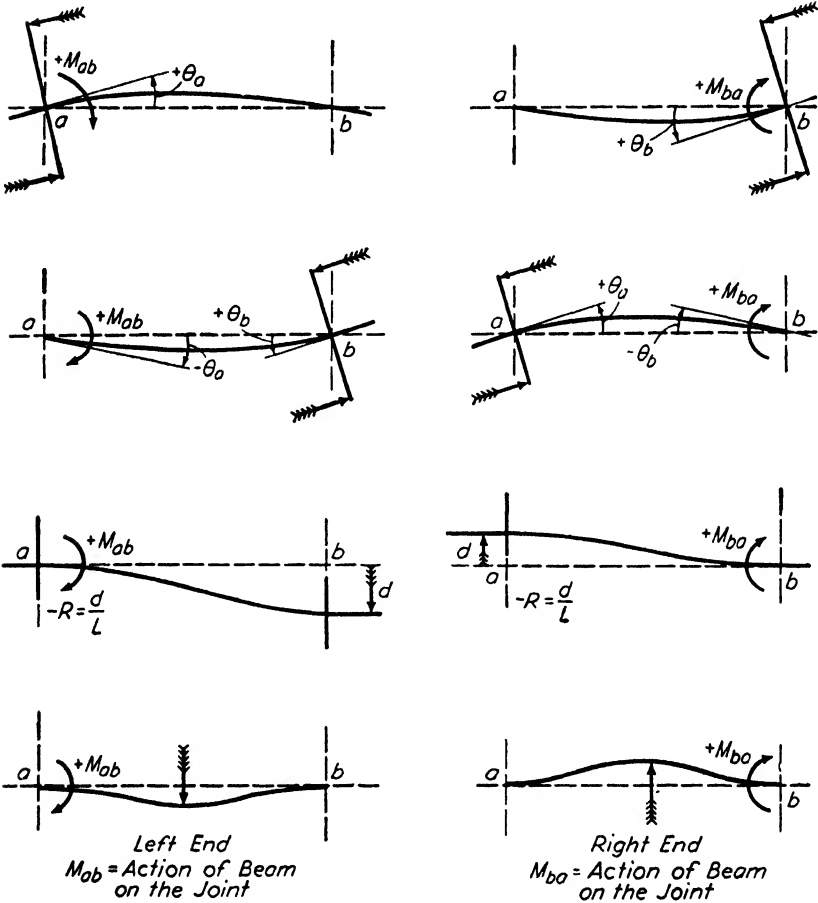 +Mab
+θa
a
b
a
+Mba
+θb
b
a
+Mab
+θb
-θa
b
+θa
+Mba
a
-θb
b
a
+Mab
b
d
-R = d/L
d
a
+Mba
b
-R = d/L
a
+Mab
b
a
+Mba
b
Left End
Mab = Action of Beam
on the Joint
Right End
Mba = Action of Beam
on the Joint